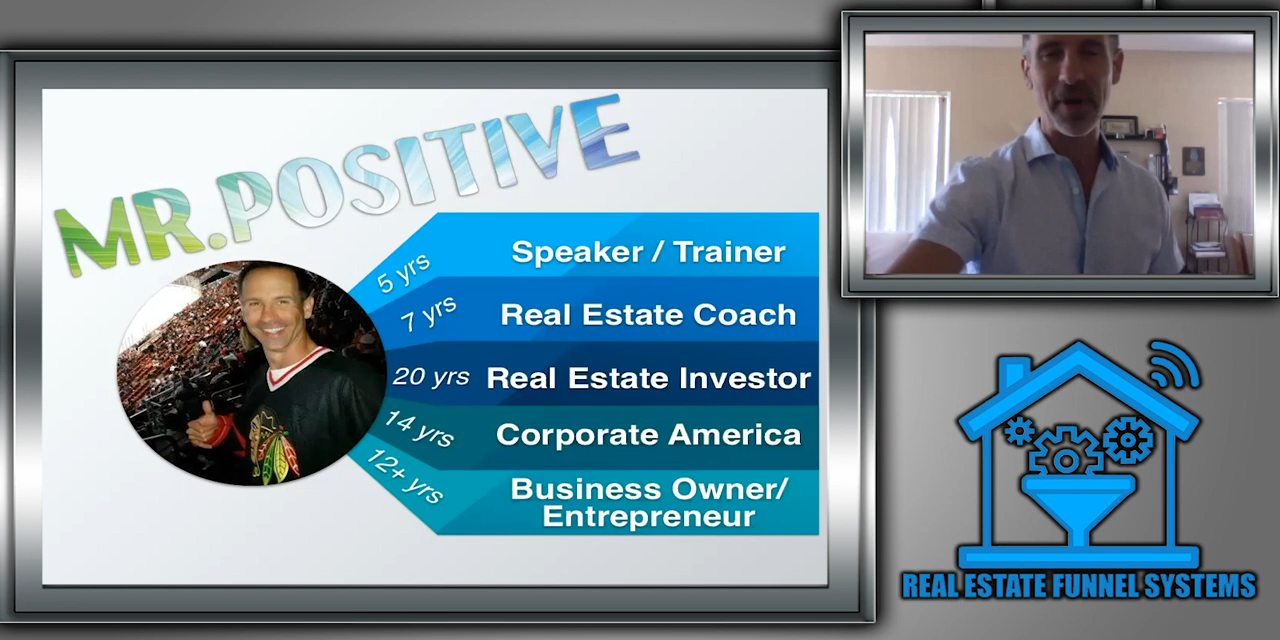 MR.POSITIVE
5 yrs Speaker / Trainer
7 yrs Real Estate Coach
20 yrs Real Estate Investor
14 yrs Corporate America
12+ yrs Business Owner/
Entrepreneur
REAL ESTATE FUNNEL SYSTEMS